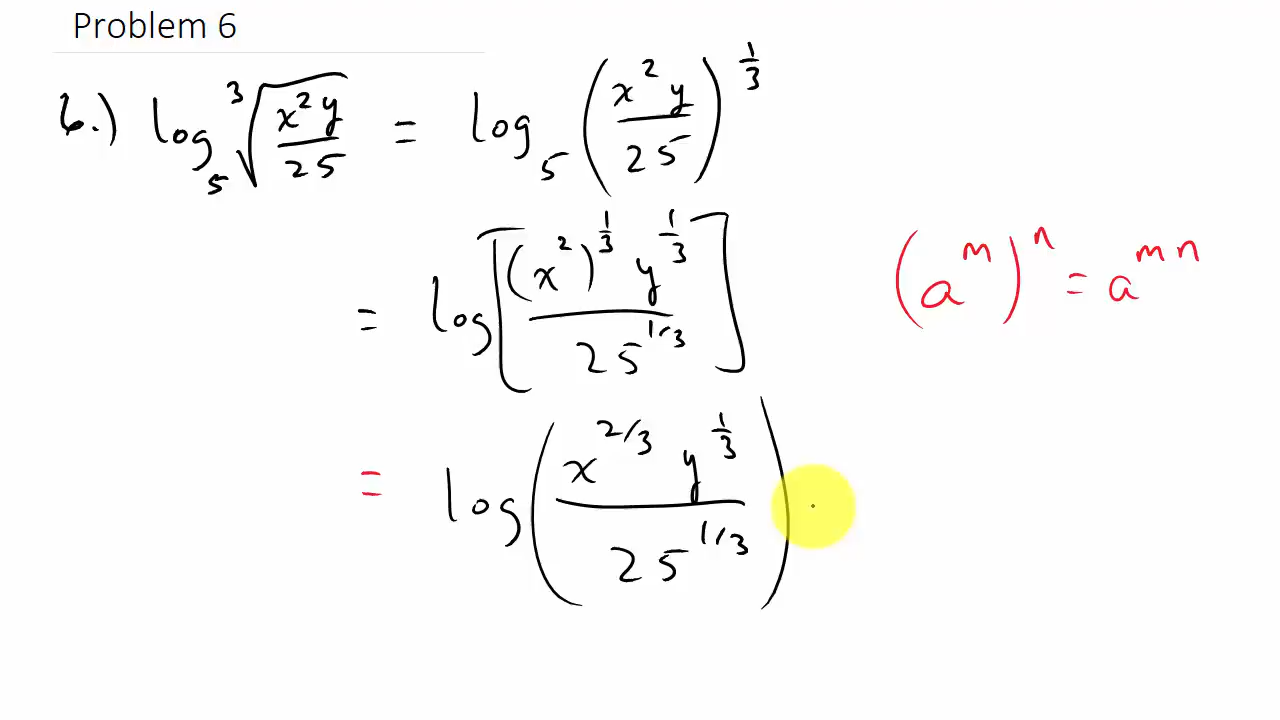 Problem 6
6.) log₅ ∛(x²y/25) = log₅ (x²y/25)^(1/3)
= log[(x²)^(1/3) y^(1/3) / 25^(1/3)]
(a^m)^n = a^(mn)
= log(x^(2/3) y^(1/3) / 25^(1/3))